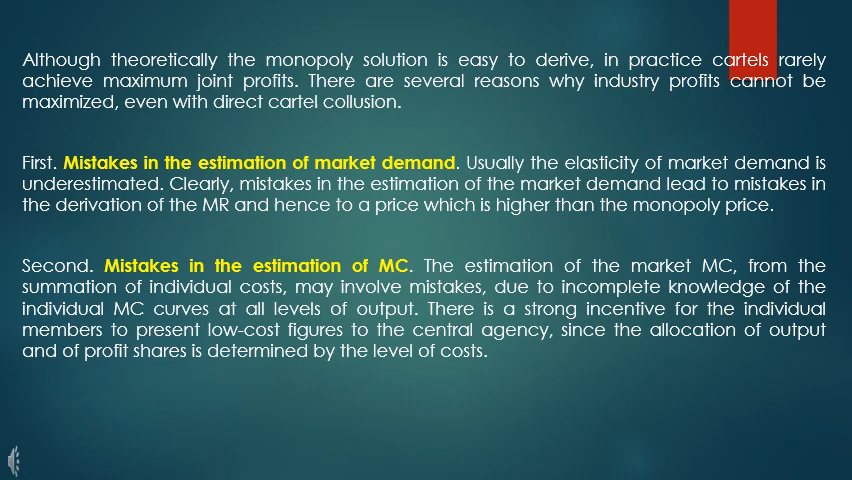 Although theoretically the monopoly solution is easy to derive, in practice cartels rarely
achieve maximum joint profits. There are several reasons why industry profits cannot be
maximized, even with direct cartel collusion.
First. Mistakes in the estimation of market demand. Usually the elasticity of market demand is
underestimated. Clearly, mistakes in the estimation of the market demand lead to mistakes in
the derivation of the MR and hence to a price which is higher than the monopoly price.
Second. Mistakes in the estimation of MC. The estimation of the market MC, from the
summation of individual costs, may involve mistakes, due to incomplete knowledge of the
individual MC curves at all levels of output. There is a strong incentive for the individual
members to present low-cost figures to the central agency, since the allocation of output
and of profit shares is determined by the level of costs.